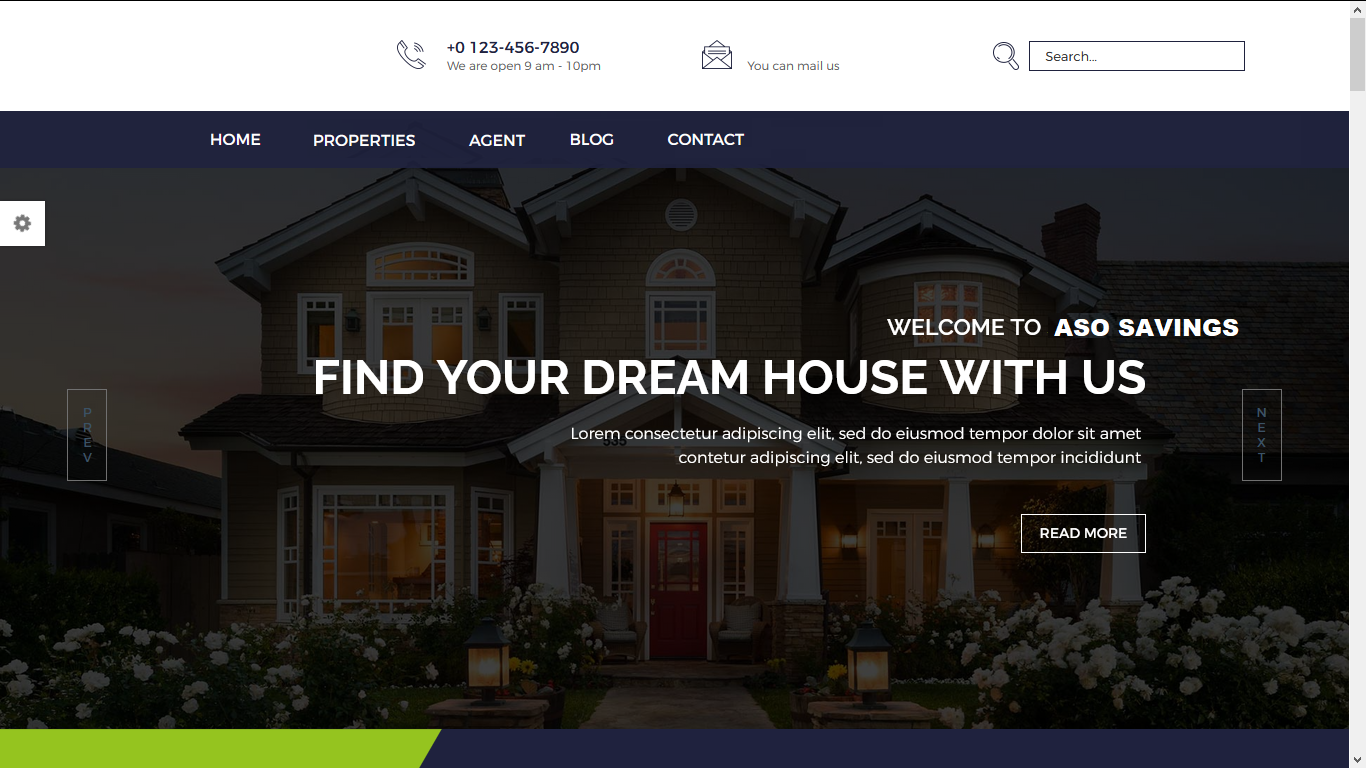 +0 123-456-7890
We are open 9 am - 10pm
You can mail us
Search...
HOME PROPERTIES AGENT BLOG CONTACT
WELCOME TO ASO SAVINGS
FIND YOUR DREAM HOUSE WITH US
Lorem consectetur adipiscing elit, sed do eiusmod tempor dolor sit amet
contetur adipiscing elit, sed do eiusmod tempor incididunt
PREV
NEXT
READ MORE